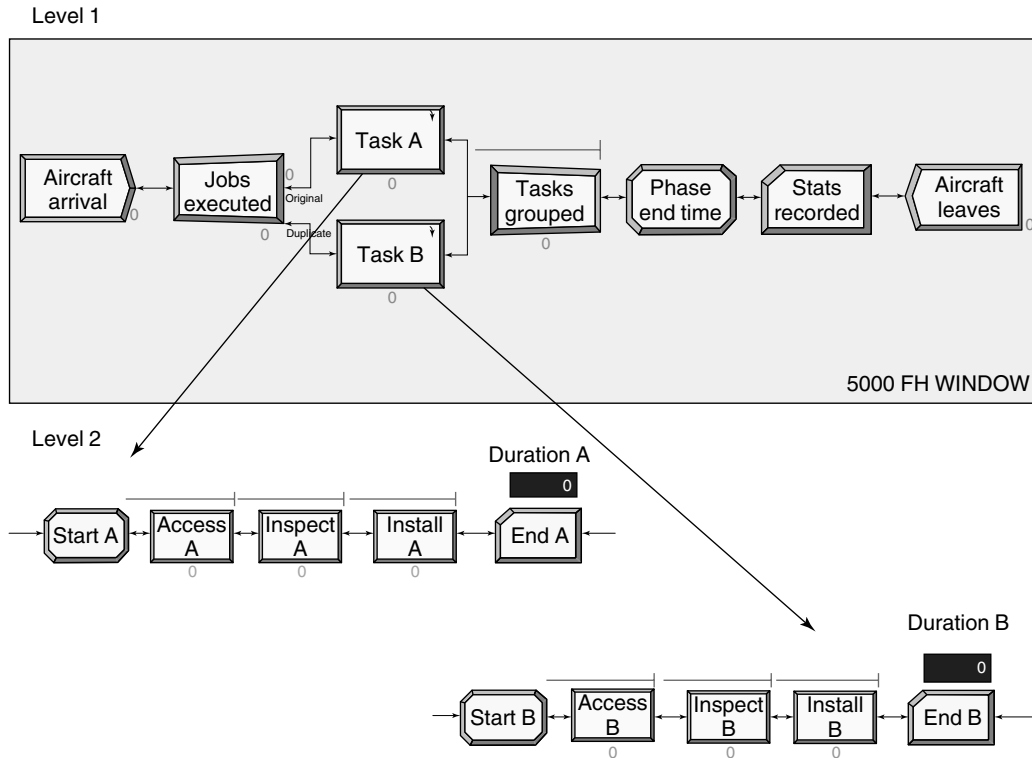 Level 1
Aircraft
arrival
0
Jobs
executed
0
0
Original
Duplicate
Task A
0
Task B
0
Tasks
grouped
0
Phase
end time
Stats
recorded
Aircraft
leaves
0
5000 FH WINDOW
Level 2
Duration A
0
Start A
Access
A
0
Inspect
A
0
Install
A
0
End A
Duration B
0
Start B
Access
B
0
Inspect
B
0
Install
B
0
End B